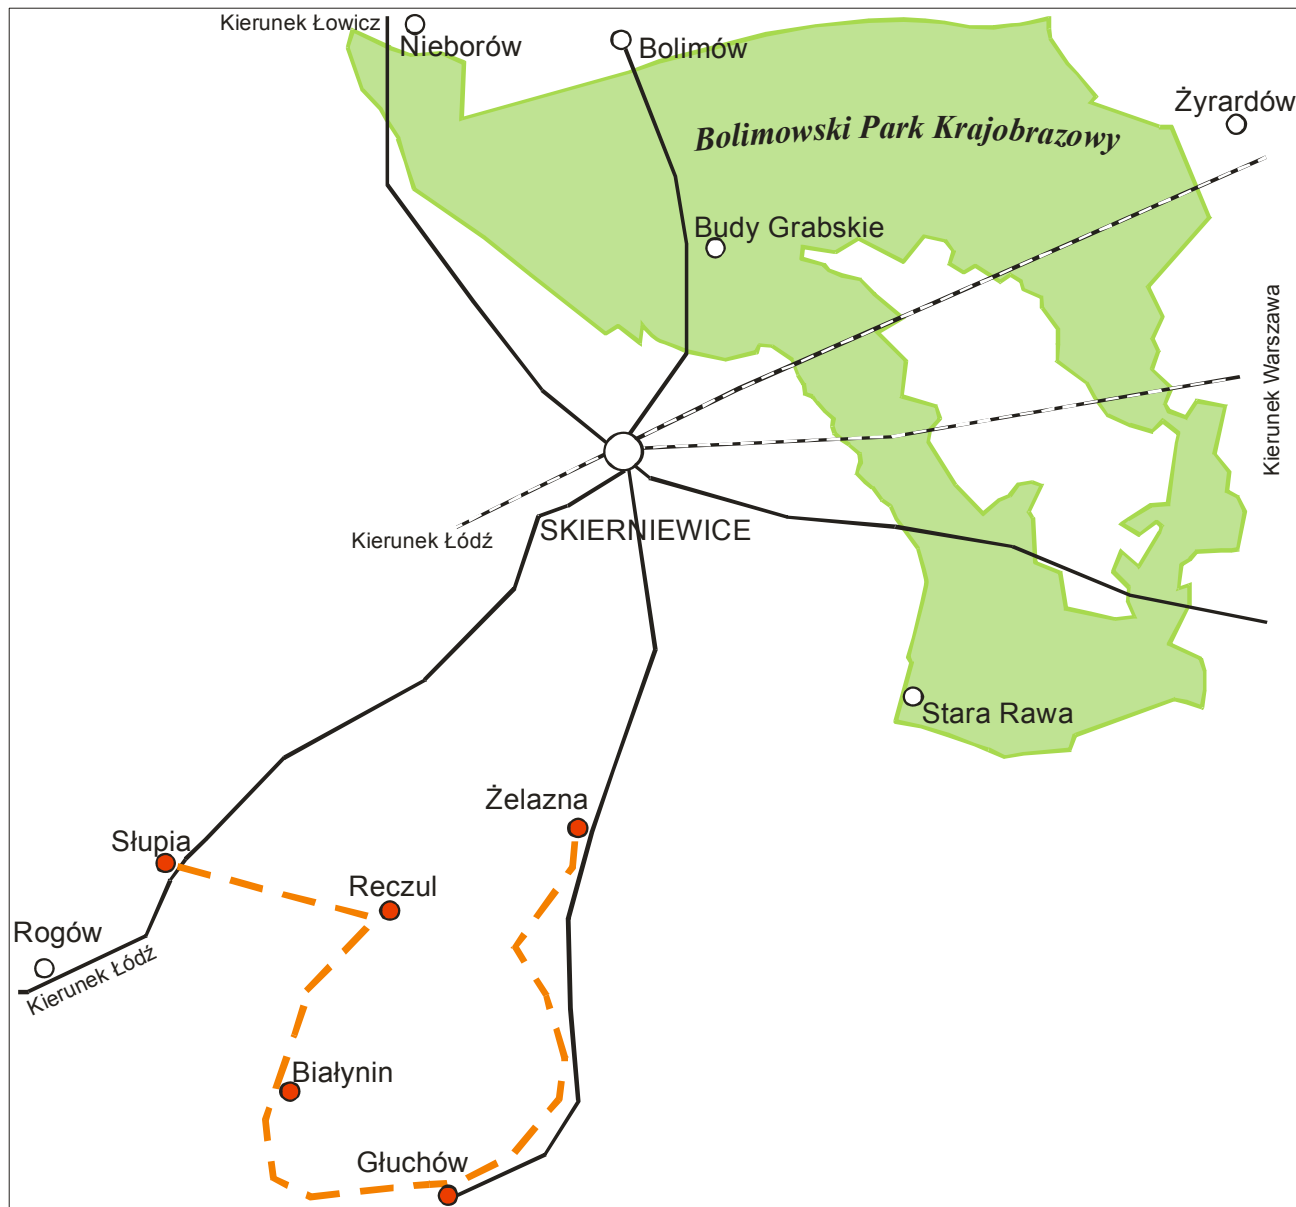 Kierunek Łowicz
Nieborów
Bolimów
Żyrardów
Bolimowski Park Krajobrazowy
Budy Grabskie
Kierunek Warszawa
Kierunek Łódź
SKIERNIEWICE
Stara Rawa
Żelazna
Słupia
Reczul
Rogów
Kierunek Łódź
Białynin
Głuchów